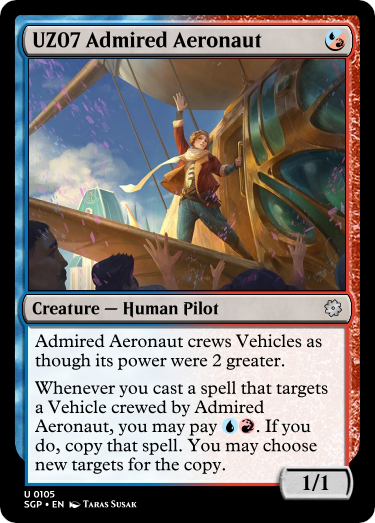 UZ07 Admired Aeronaut
Creature — Human Pilot
Admired Aeronaut crews Vehicles as
though its power were 2 greater.
Whenever you cast a spell that targets
a Vehicle crewed by Admired
Aeronaut, you may pay . If you
do, copy that spell. You may choose
new targets for the copy.
1/1
U 0105
SGP • EN Taras Susak